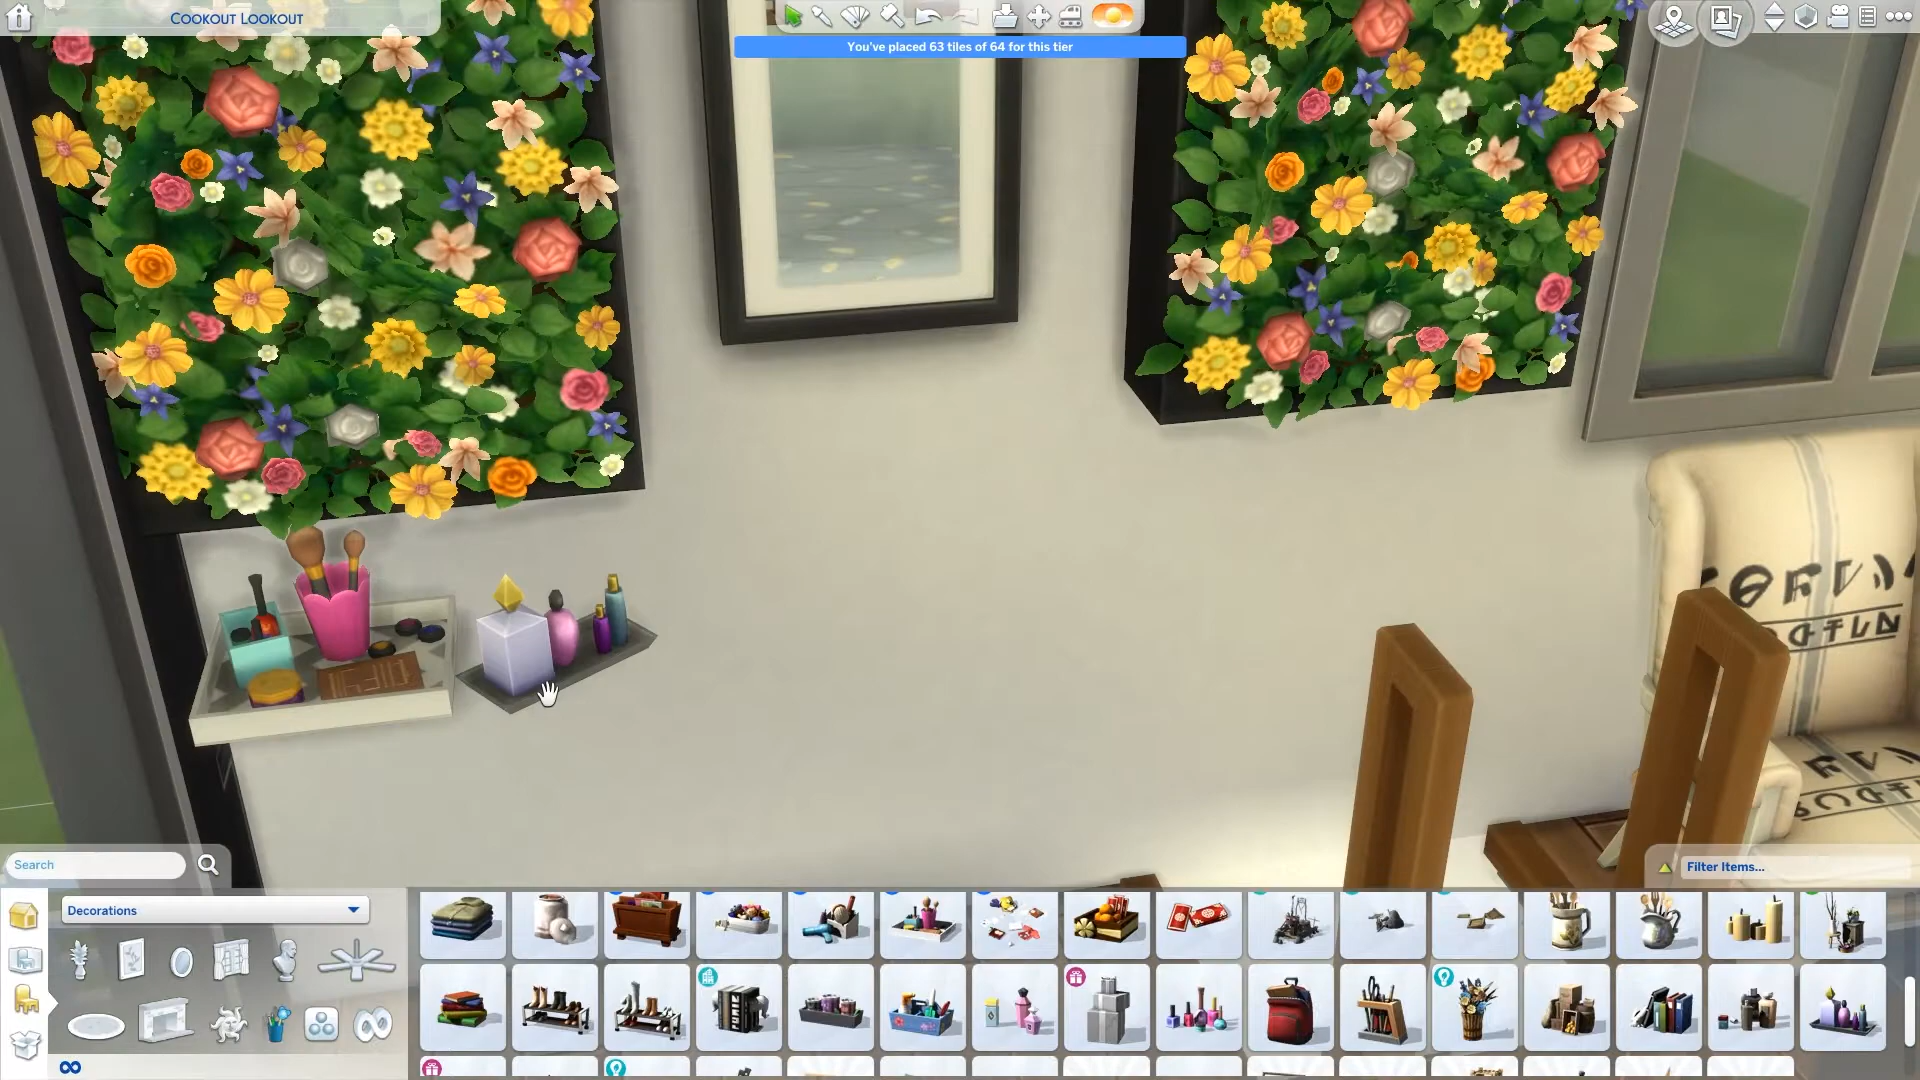 Cookout Lookout
You've placed 63 tiles of 64 for this tier
Search
Filter Items...
Decorations